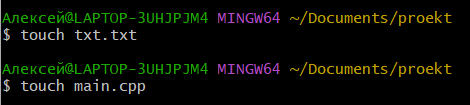 Алексей@LAPTOP-3UHJPJM4 MINGW64 ~/Documents/proekt
$ touch txt.txt
Алексей@LAPTOP-3UHJPJM4 MINGW64 ~/Documents/proekt
$ touch main.cpp